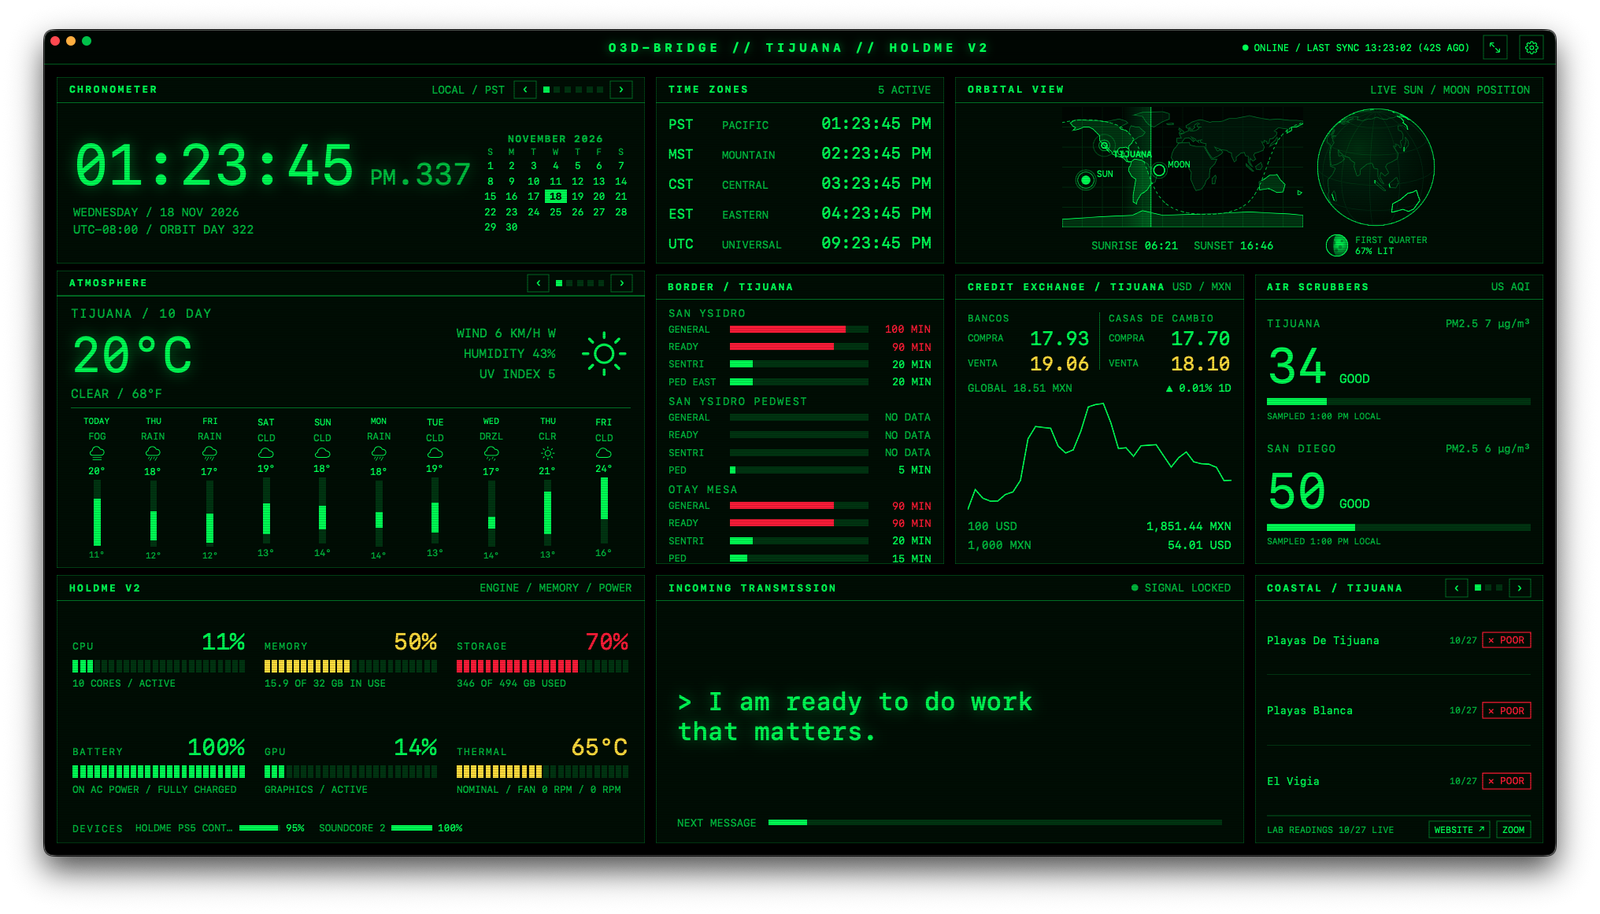 O3D-BRIDGE // TIJUANA // HOLDME V2
ONLINE / LAST SYNC 13:23:02 (42S AGO)
CHRONOMETER
LOCAL / PST
01:23:45 PM.337
WEDNESDAY / 18 NOV 2026
UTC-08:00 / ORBIT DAY 322
NOVEMBER 2026
S M T W T F S
1 2 3 4 5 6 7
8 9 10 11 12 13 14
15 16 17 18 19 20 21
22 23 24 25 26 27 28
29 30
TIME ZONES
5 ACTIVE
PST PACIFIC 01:23:45 PM
MST MOUNTAIN 02:23:45 PM
CST CENTRAL 03:23:45 PM
EST EASTERN 04:23:45 PM
UTC UNIVERSAL 09:23:45 PM
ORBITAL VIEW
LIVE SUN / MOON POSITION
TIJUANA
MOON
SUN
SUNRISE 06:21 SUNSET 16:46
FIRST QUARTER
67% LIT
ATMOSPHERE
TIJUANA / 10 DAY
20°C
CLEAR / 68°F
WIND 6 KM/H W
HUMIDITY 43%
UV INDEX 5
TODAY THU FRI SAT SUN MON TUE WED THU FRI
FOG RAIN RAIN CLD CLD RAIN CLD DRZL CLR CLD
20° 18° 17° 19° 18° 18° 19° 17° 21° 24°
11° 12° 12° 13° 14° 14° 13° 14° 13° 16°
BORDER / TIJUANA
SAN YSIDRO
GENERAL 100 MIN
READY 90 MIN
SENTRI 20 MIN
PED EAST 20 MIN
SAN YSIDRO PEDWEST
GENERAL NO DATA
READY NO DATA
SENTRI NO DATA
PED 5 MIN
OTAY MESA
GENERAL 90 MIN
READY 90 MIN
SENTRI 20 MIN
PED 15 MIN
CREDIT EXCHANGE / TIJUANA
USD / MXN
BANCOS
COMPRA 17.93
VENTA 19.06
CASAS DE CAMBIO
COMPRA 17.70
VENTA 18.10
GLOBAL 18.51 MXN
▲ 0.01% 1D
100 USD 1,851.44 MXN
1,000 MXN 54.01 USD
AIR SCRUBBERS
US AQI
TIJUANA PM2.5 7 µg/m³
34 GOOD
SAMPLED 1:00 PM LOCAL
SAN DIEGO PM2.5 6 µg/m³
50 GOOD
SAMPLED 1:00 PM LOCAL
HOLDME V2
ENGINE / MEMORY / POWER
CPU 11%
10 CORES / ACTIVE
MEMORY 50%
15.9 OF 32 GB IN USE
STORAGE 70%
346 OF 494 GB USED
BATTERY 100%
ON AC POWER / FULLY CHARGED
GPU 14%
GRAPHICS / ACTIVE
THERMAL 65°C
NOMINAL / FAN 0 RPM / 0 RPM
DEVICES HOLDME PS5 CONT… 95% SOUNDCORE 2 100%
INCOMING TRANSMISSION
SIGNAL LOCKED
> I am ready to do work
that matters.
NEXT MESSAGE
COASTAL / TIJUANA
Playas De Tijuana 10/27 × POOR
Playas Blanca 10/27 × POOR
El Vigia 10/27 × POOR
LAB READINGS 10/27 LIVE
WEBSITE ↗
ZOOM